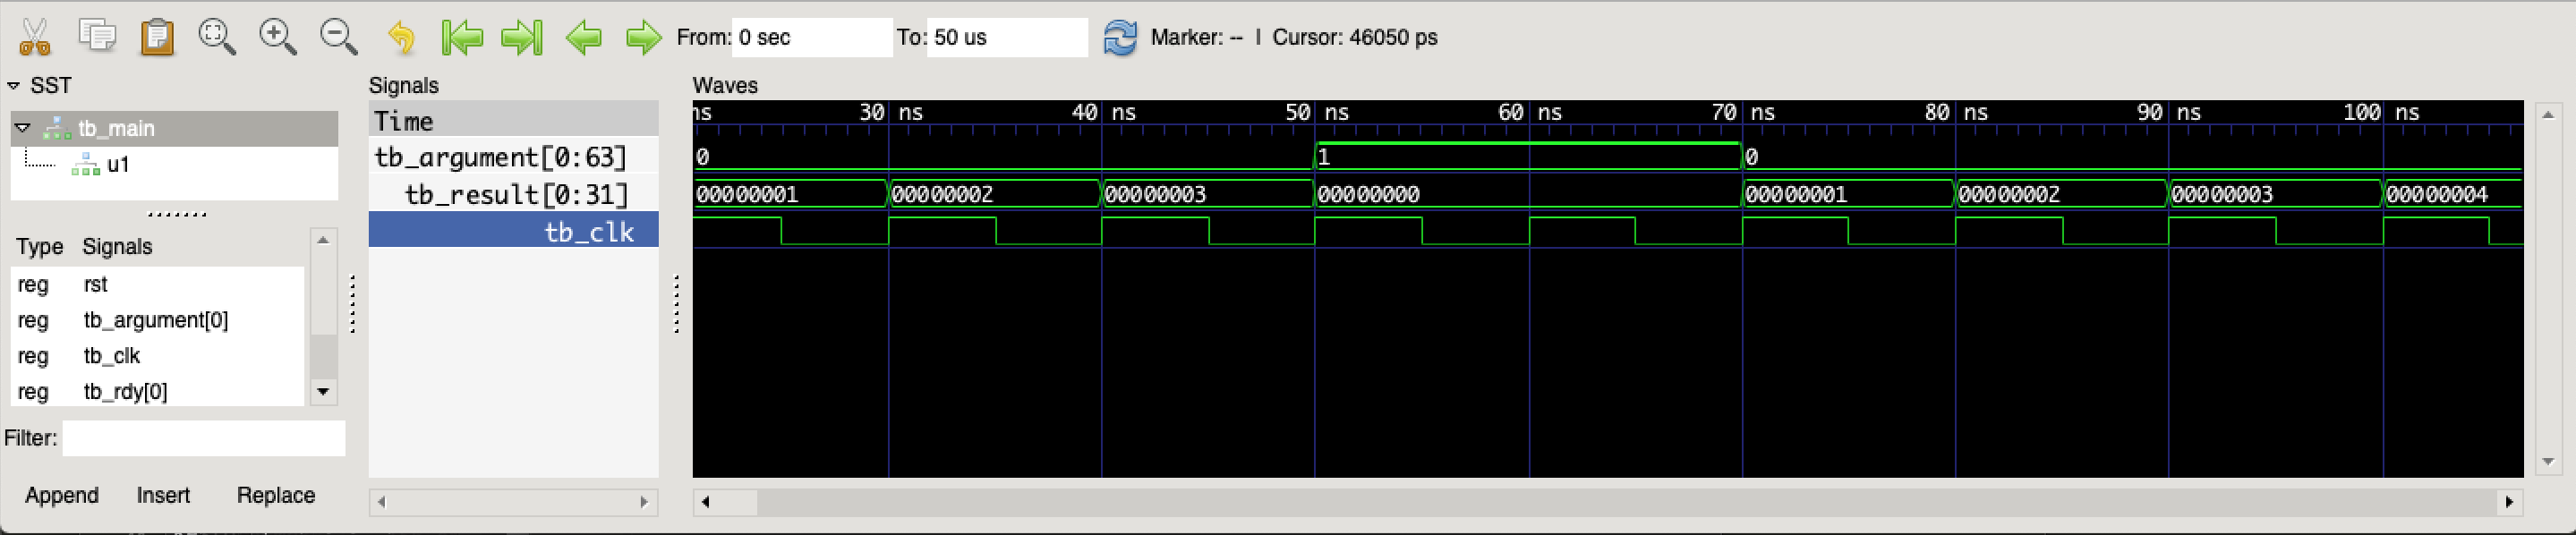 From: 0 sec To: 50 us Marker: -- | Cursor: 46050 ps
SST
tb_main
u1
Type Signals
reg rst
reg tb_argument[0]
reg tb_clk
reg tb_rdy[0]
Filter:
Append Insert Replace
Signals
Time
tb_argument[0:63]
tb_result[0:31]
tb_clk
Waves
ns 30 ns 40 ns 50 ns 60 ns 70 ns 80 ns 90 ns 100 ns
0 1 0
00000001 00000002 00000003 00000000 00000001 00000002 00000003 00000004